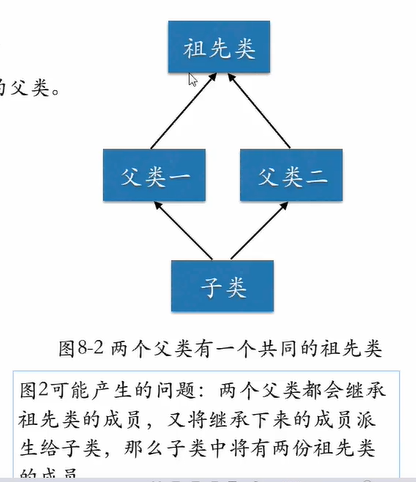 祖先类
的父类。
父类一
父类二
子类
图8-2 两个父类有一个共同的祖先类
图2可能产生的问题：两个父类都会继承
祖先类的成员，又将继承下来的成员派
生给子类，那么子类中将有两份祖先类
的成员